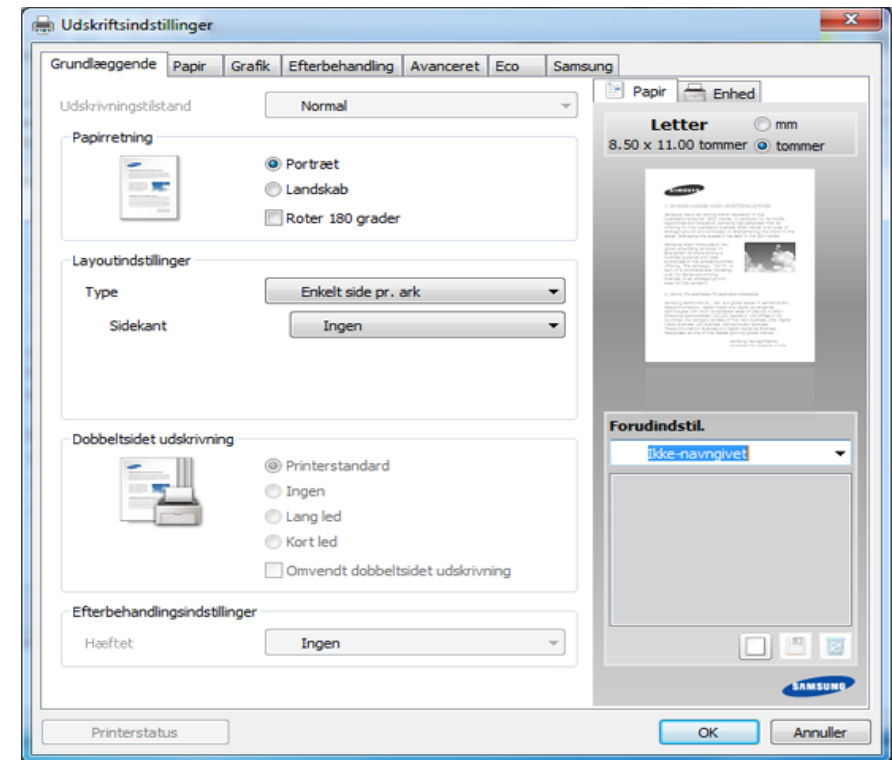 Udskriftsindstillinger
Grundlæggende Papir Grafik Efterbehandling Avanceret Eco Samsung
Udskrivningstilstand Normal
Papirretning
Portræt
Landskab
Roter 180 grader
Layoutindstillinger
Type Enkelt side pr. ark
Sidekant Ingen
Dobbeltsidet udskrivning
Printerstandard
Ingen
Lang led
Kort led
Omvendt dobbeltsidet udskrivning
Efterbehandlingsindstillinger
Hæftet Ingen
Papir Enhed
Letter mm
8.50 x 11.00 tommer tommer
Forudindstil.
Ikke-navngivet
SAMSUNG
Printerstatus OK Annuller